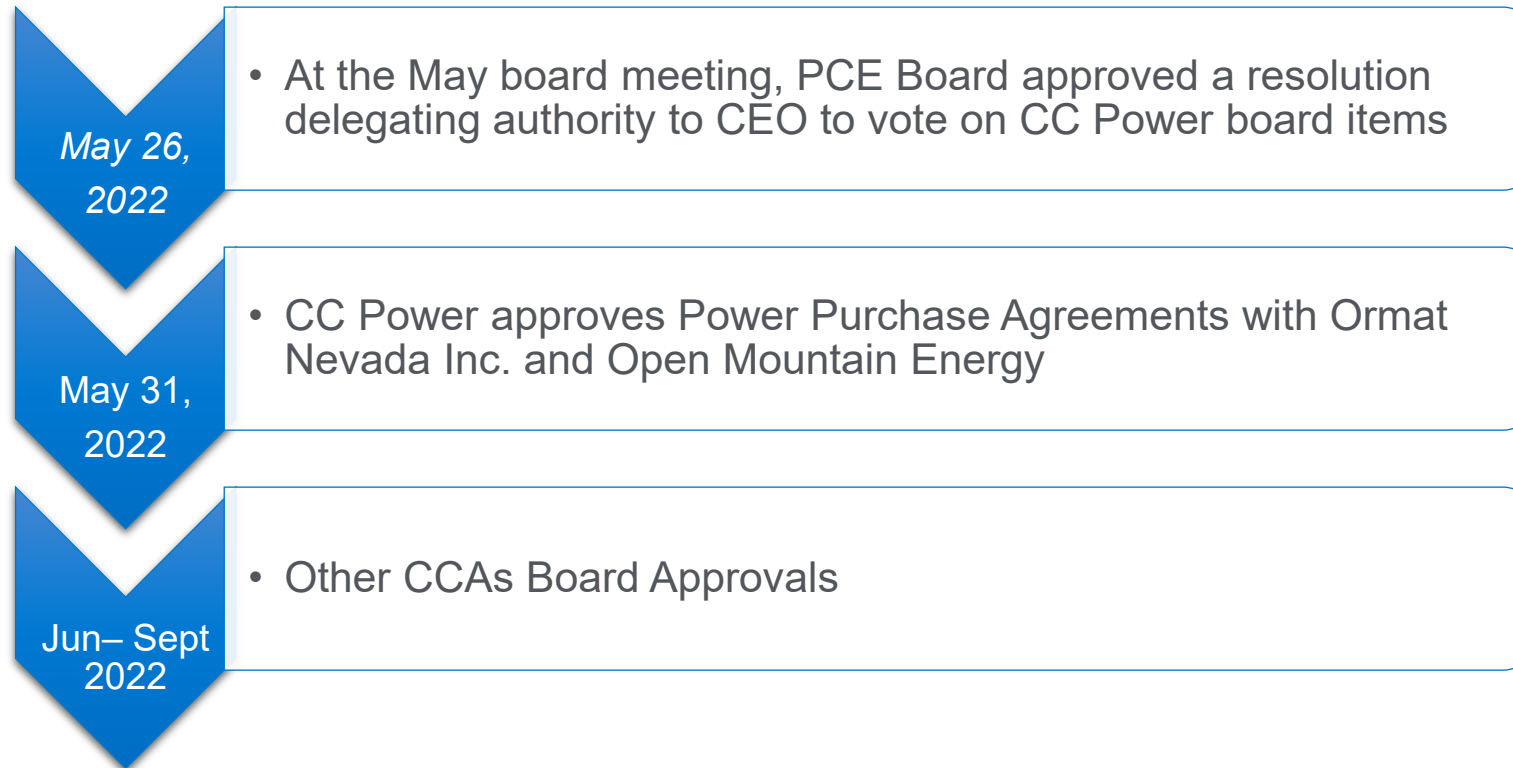 May 26,
2022
• At the May board meeting, PCE Board approved a resolution
delegating authority to CEO to vote on CC Power board items
May 31,
2022
• CC Power approves Power Purchase Agreements with Ormat
Nevada Inc. and Open Mountain Energy
Jun– Sept
2022
• Other CCAs Board Approvals